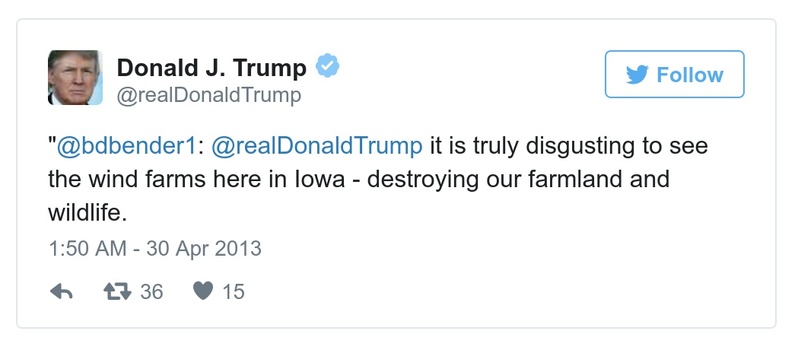 Donald J. Trump
@realDonaldTrump
Follow
"@bdbender1: @realDonaldTrump it is truly disgusting to see
the wind farms here in Iowa - destroying our farmland and
wildlife.
1:50 AM - 30 Apr 2013
36 15